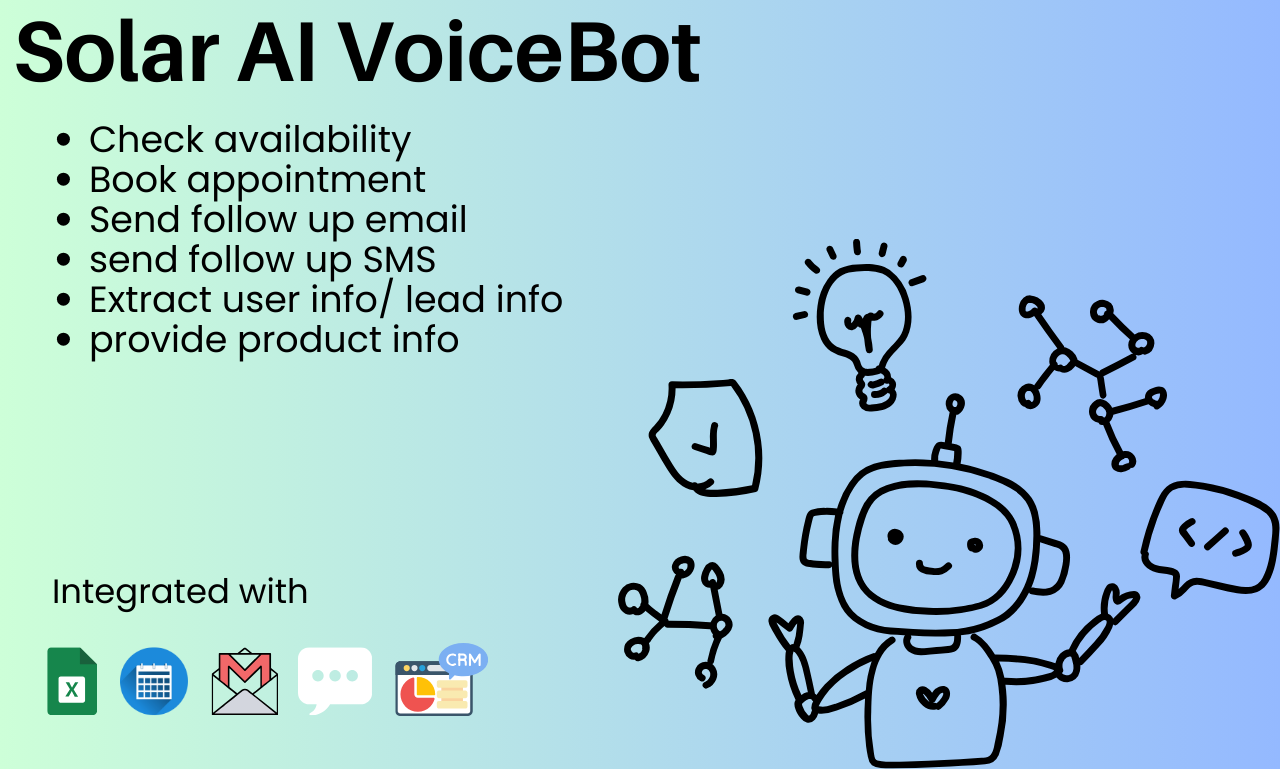 Solar AI VoiceBot
• Check availability
• Book appointment
• Send follow up email
• send follow up SMS
• Extract user info/ lead info
• provide product info
</>
Integrated with
X
M
CRM